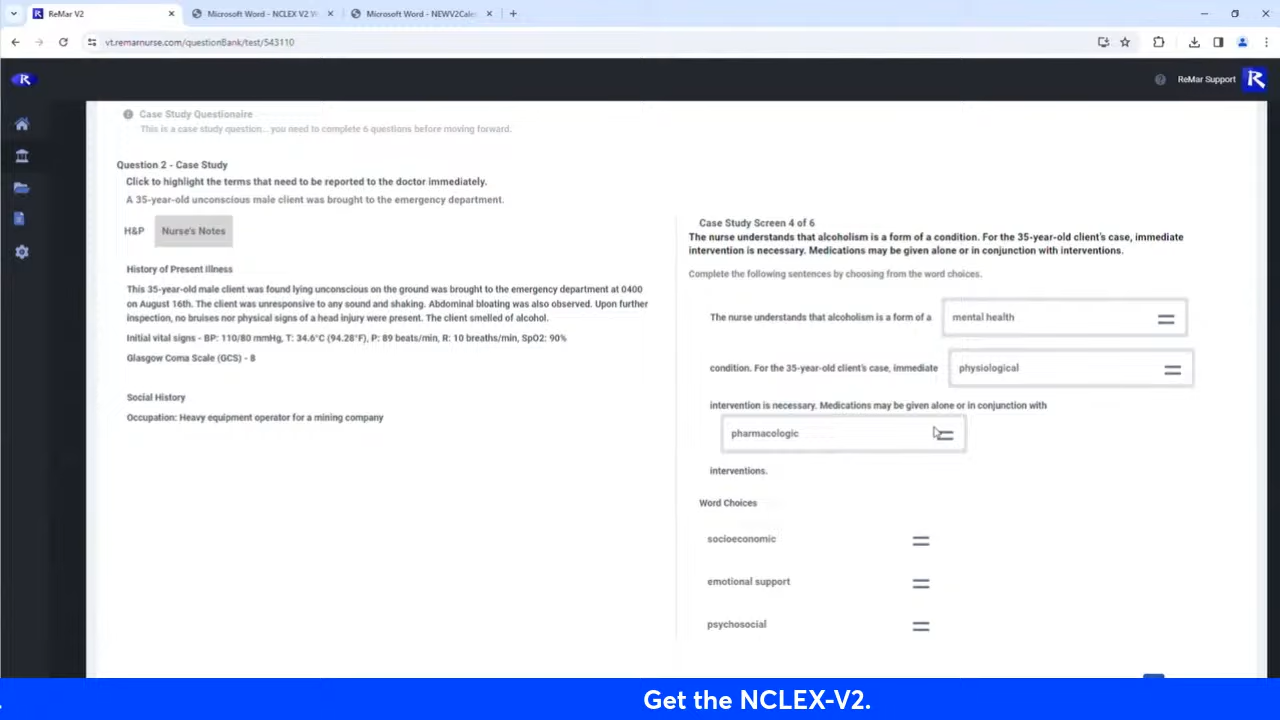 ReMar V2
Microsoft Word - NCLEX V2 W
Microsoft Word - NEWV2Cale
vt.remarnurse.com/questionBank/test/543110
R
ReMar Support
R
Case Study Questionaire
This is a case study question.. you need to complete 6 questions before moving forward.
Question 2 - Case Study
Click to highlight the terms that need to be reported to the doctor immediately.
A 35-year-old unconscious male client was brought to the emergency department.
H&P
Nurse's Notes
History of Present Illness
This 35-year-old male client was found lying unconscious on the ground was brought to the emergency department at 0400
on August 16th. The client was unresponsive to any sound and shaking. Abdominal bloating was also observed. Upon further
inspection, no bruises nor physical signs of a head injury were present. The client smelled of alcohol.
Initial vital signs - BP: 110/80 mmHg, T: 34.6°C (94.28°F), P: 89 beats/min, R: 10 breaths/min, SpO2: 90%
Glasgow Coma Scale (GCS) - 8
Social History
Occupation: Heavy equipment operator for a mining company
Case Study Screen 4 of 6
The nurse understands that alcoholism is a form of a condition. For the 35-year-old client's case, immediate
intervention is necessary. Medications may be given alone or in conjunction with interventions.
Complete the following sentences by choosing from the word choices.
The nurse understands that alcoholism is a form of a
mental health
condition. For the 35-year-old client's case, immediate
physiological
intervention is necessary. Medications may be given alone or in conjunction with
pharmacologic
interventions.
Word Choices
socioeconomic
emotional support
psychosocial
Get the NCLEX-V2.